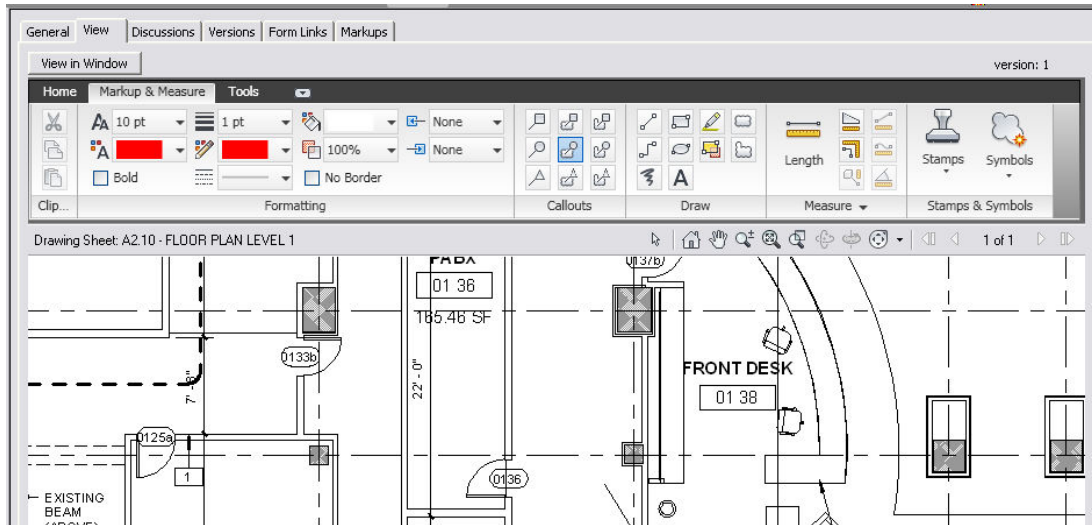 General View Discussions Versions Form Links Markups
View in Window version: 1
Home Markup & Measure Tools
10 pt 1 pt None
100% None
Bold No Border
Length Stamps Symbols
Clip... Formatting Callouts Draw Measure Stamps & Symbols
Drawing Sheet: A2.10 - FLOOR PLAN LEVEL 1 1 of 1
PABX 0137b
01 36
165.46 SF
0133b
FRONT DESK
22' - 0"
01 38
0125a
1
0136
EXISTING
BEAM
(ABOVE)